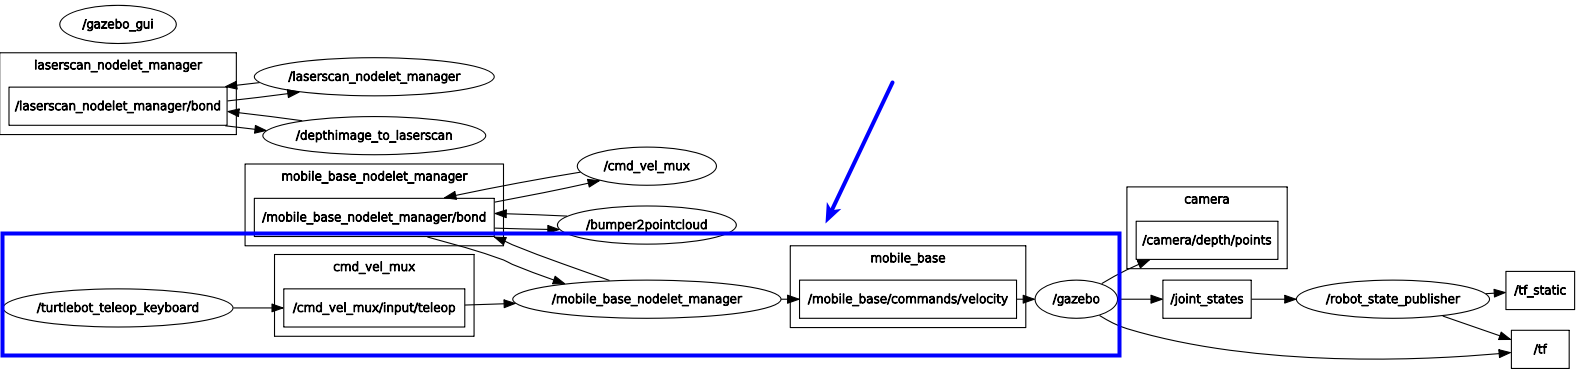 /gazebo_gui
laserscan_nodelet_manager
/laserscan_nodelet_manager
/laserscan_nodelet_manager/bond
/depthimage_to_laserscan
/cmd_vel_mux
mobile_base_nodelet_manager
/mobile_base_nodelet_manager/bond
/bumper2pointcloud
camera
/camera/depth/points
cmd_vel_mux
mobile_base
/turtlebot_teleop_keyboard
/cmd_vel_mux/input/teleop
/mobile_base_nodelet_manager
/mobile_base/commands/velocity
/gazebo
/joint_states
/robot_state_publisher
/tf_static
/tf